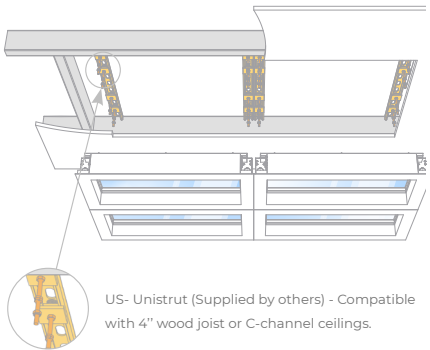 US- Unistrut (Supplied by others) - Compatible
with 4'' wood joist or C-channel ceilings.